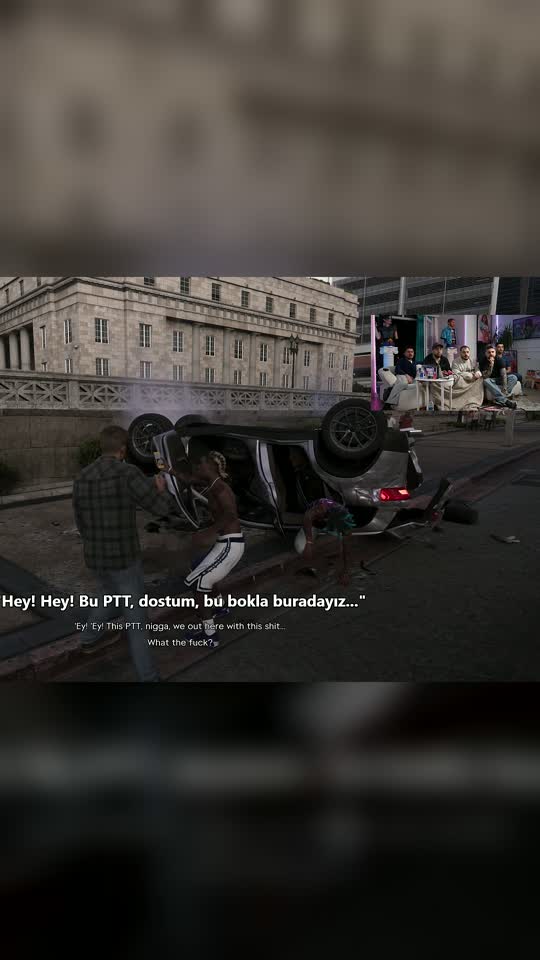 "Hey! Hey! Bu PTT, dostum, bu bokla buradayız..."
'Ey! 'Ey! This PTT, nigga, we out here with this shit...
What the fuck?